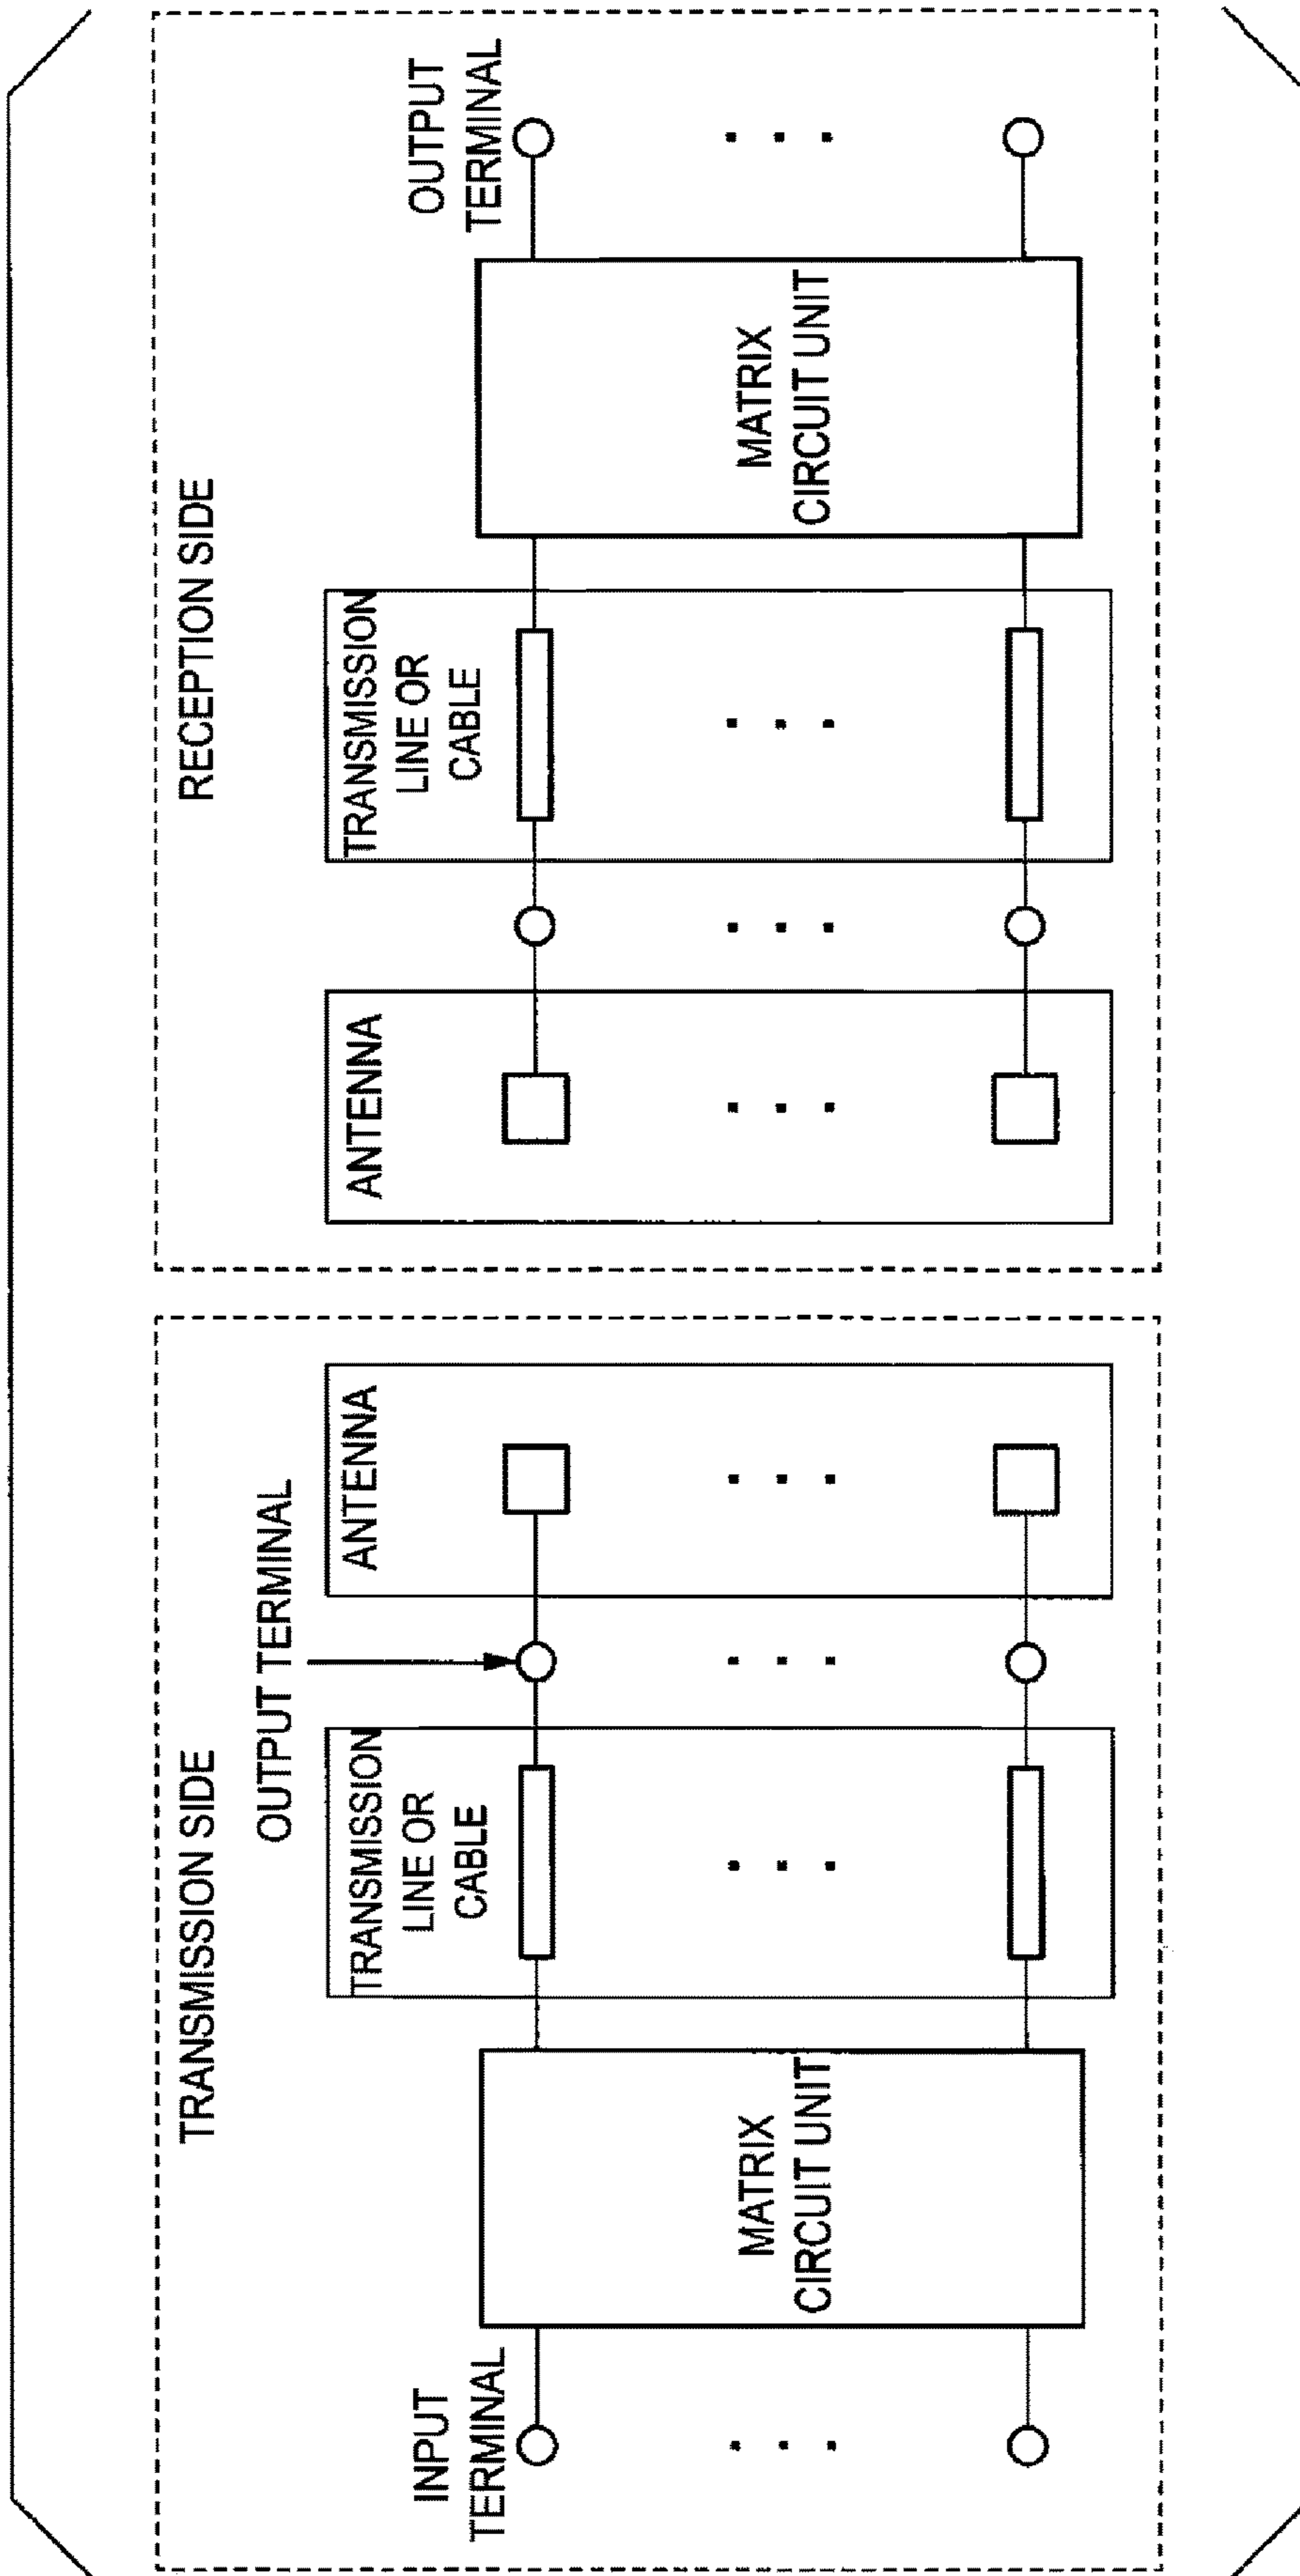 TRANSMISSION SIDE
OUTPUT TERMINAL
INPUT
TERMINAL
MATRIX
CIRCUIT UNIT
TRANSMISSION
LINE OR
CABLE
ANTENNA
RECEPTION SIDE
ANTENNA
TRANSMISSION
LINE OR
CABLE
MATRIX
CIRCUIT UNIT
OUTPUT
TERMINAL